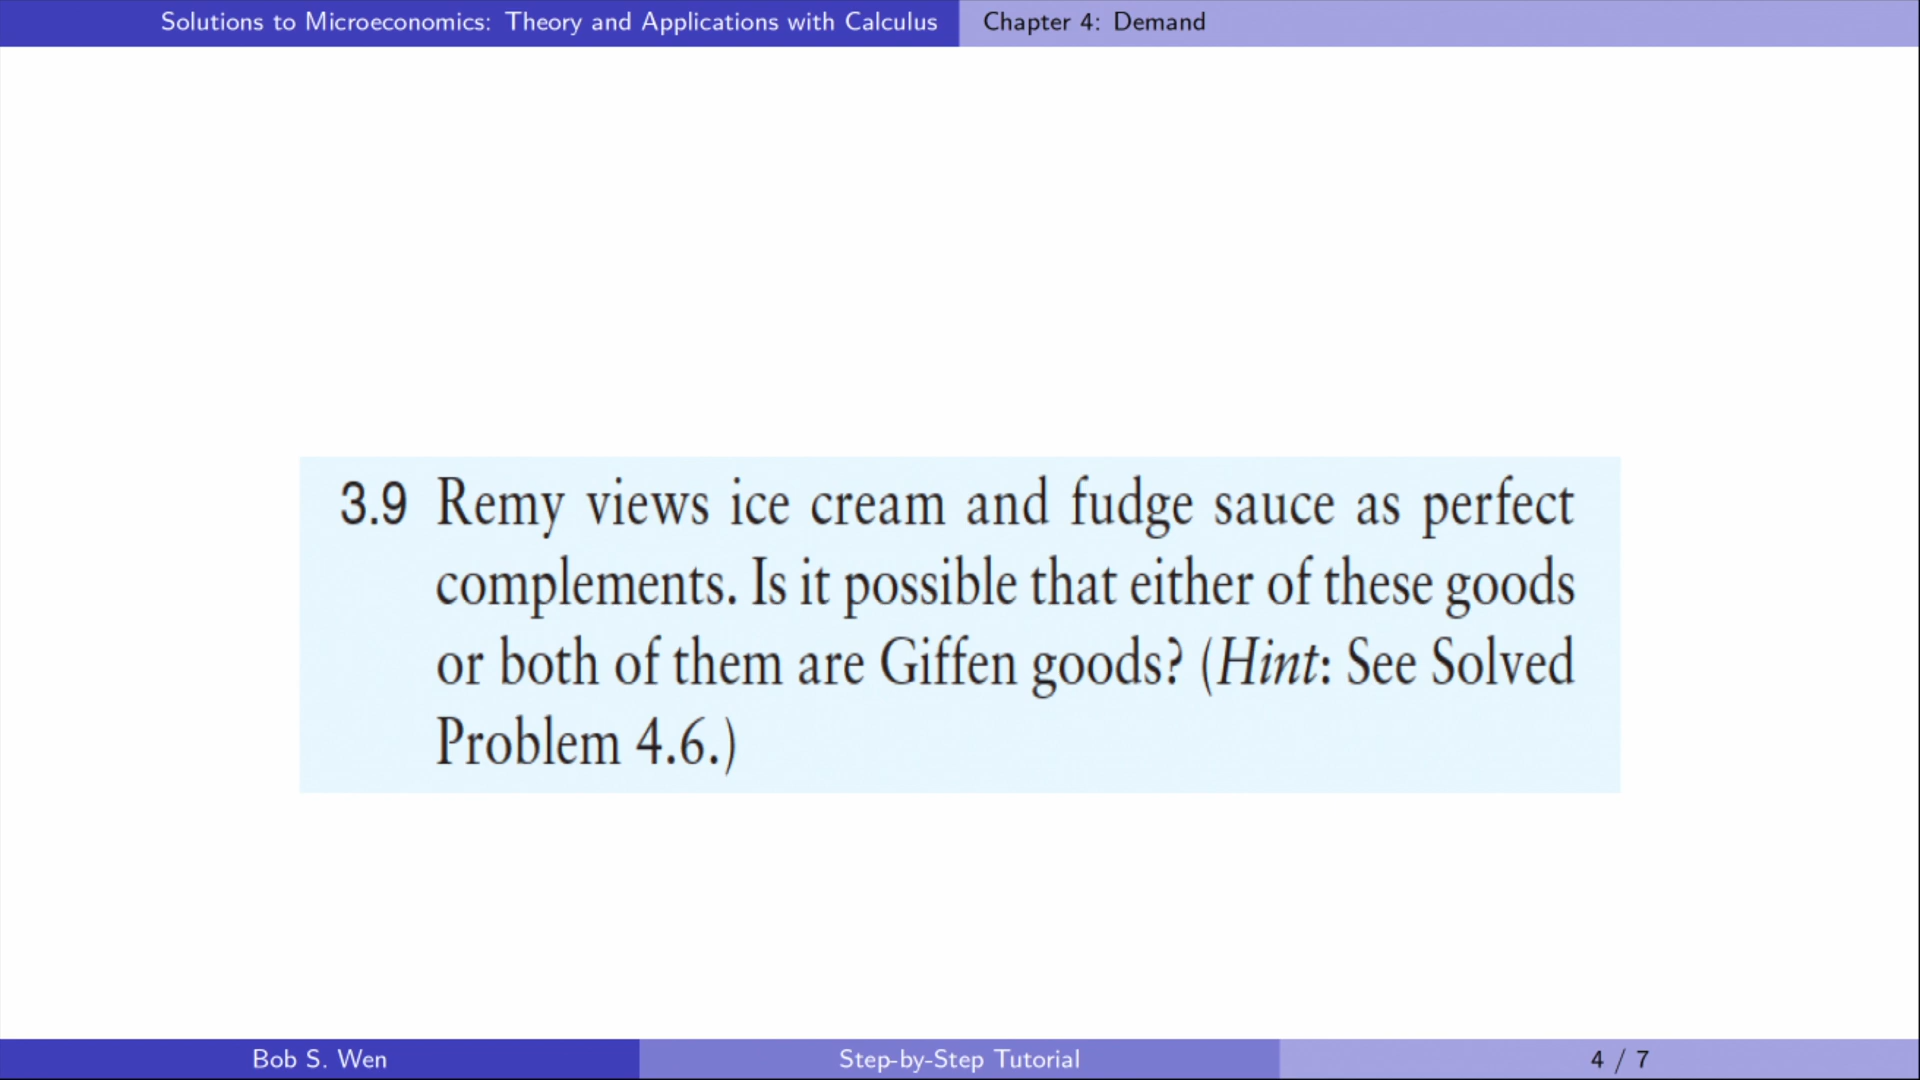 Solutions to Microeconomics: Theory and Applications with Calculus
Chapter 4: Demand
3.9 Remy views ice cream and fudge sauce as perfect
complements. Is it possible that either of these goods
or both of them are Giffen goods? (Hint: See Solved
Problem 4.6.)
Bob S. Wen
Step-by-Step Tutorial
4 / 7